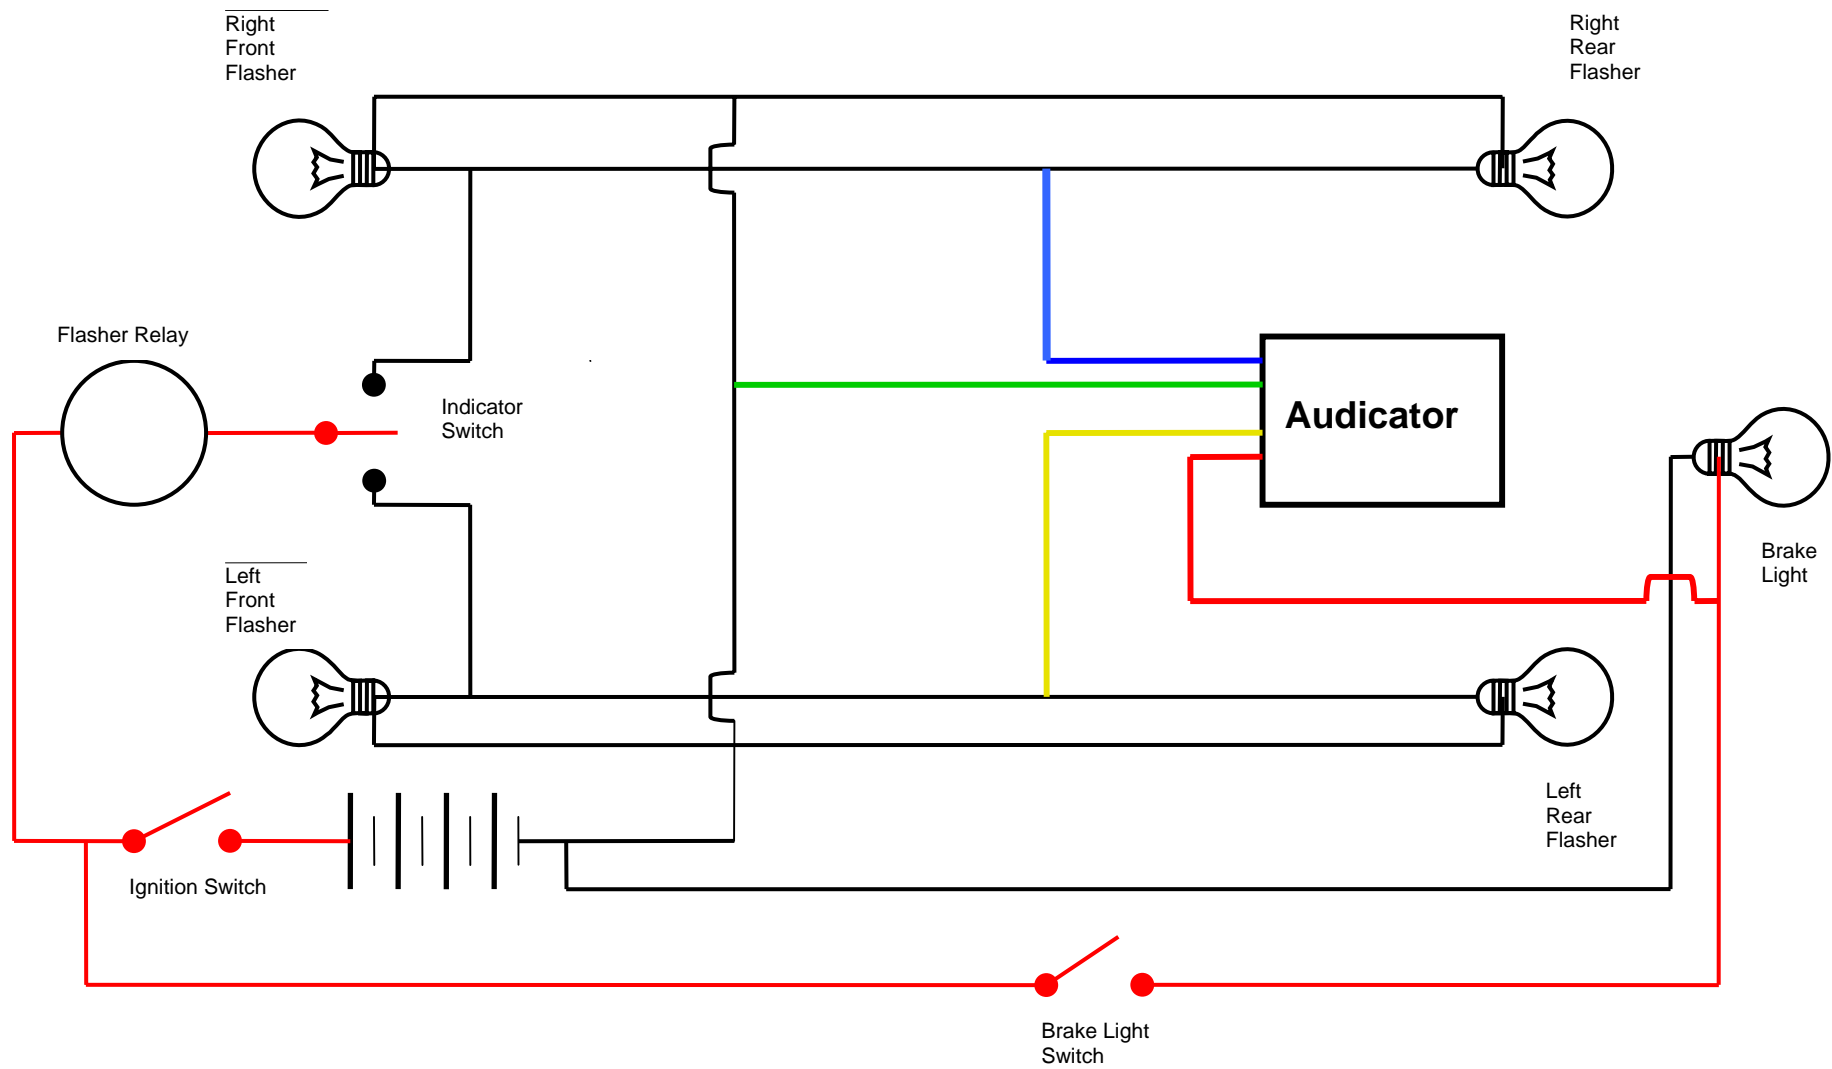 Right
Front
Flasher
Right
Rear
Flasher
Flasher Relay
Indicator
Switch
Audicator
Brake
Light
Left
Front
Flasher
Left
Rear
Flasher
Ignition Switch
Brake Light
Switch